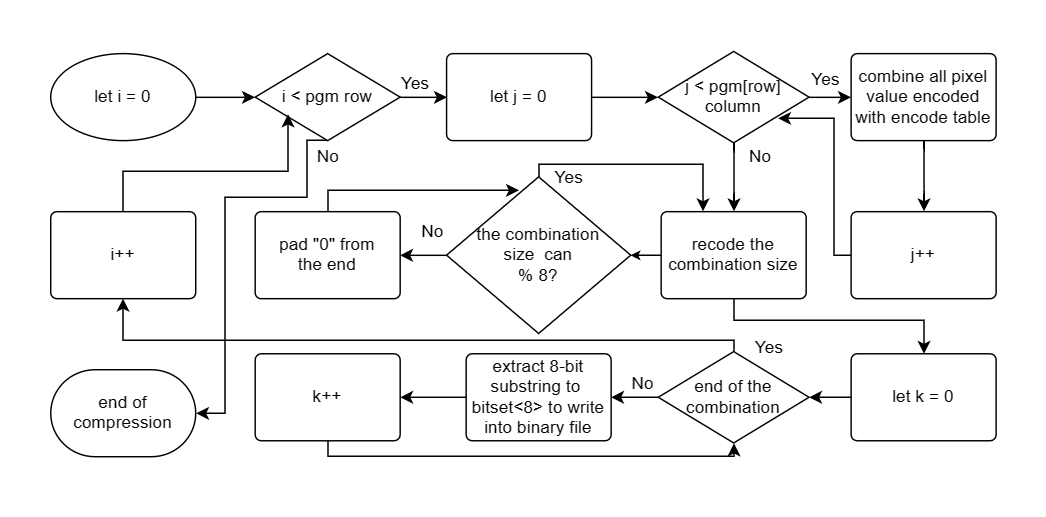 let i = 0
i < pgm row
Yes
let j = 0
j < pgm[row]
column
Yes
combine all pixel
value encoded
with encode table
No
No
Yes
i++
pad "0" from
the end
No
the combination
size can
% 8?
recode the
combination size
j++
Yes
end of
compression
k++
extract 8-bit
substring to
bitset<8> to write
into binary file
No
end of the
combination
let k = 0